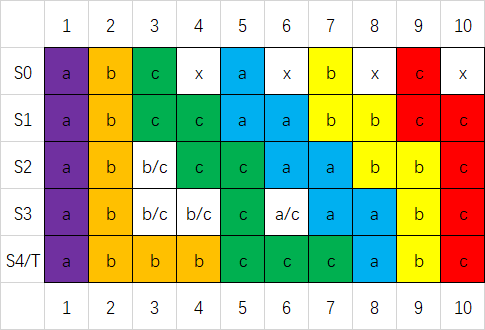 1 2 3 4 5 6 7 8 9 10
S0 a b c x a x b x c x
S1 a b c c a a b b c c
S2 a b b/c c c a a b b c
S3 a b b/c b/c c a/c a a b c
S4/T a b b b c c c a b c
1 2 3 4 5 6 7 8 9 10